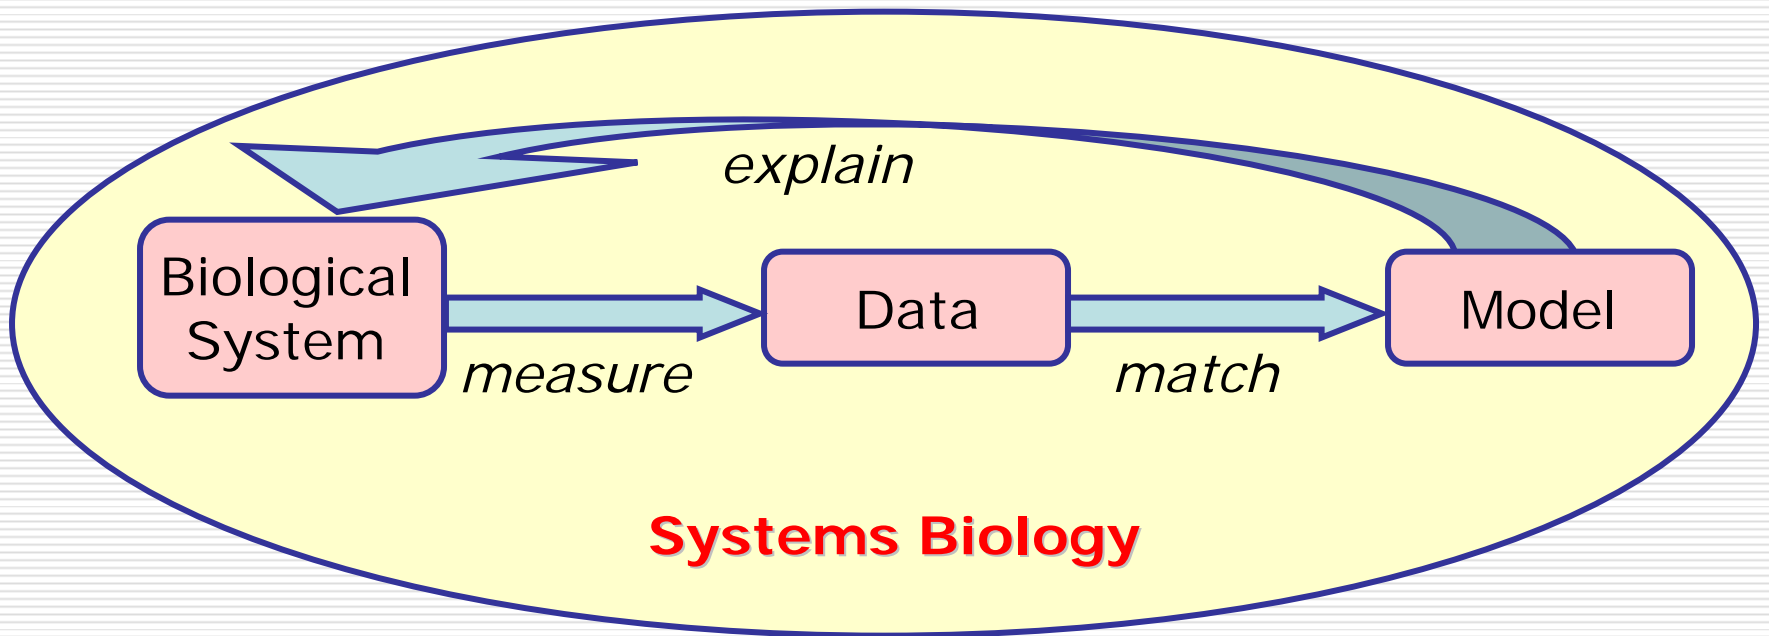 explain
Biological
System
Data
Model
measure
match
Systems Biology